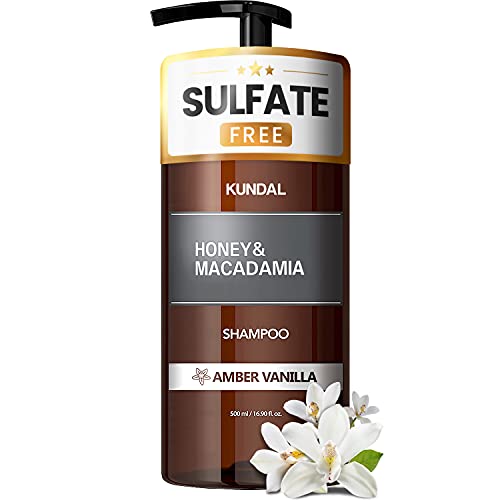 SULFATE
FREE
KUNDAL
HONEY&
MACADAMIA
SHAMPOO
AMBER VANILLA
500 ml / 16.90 fl. oz.